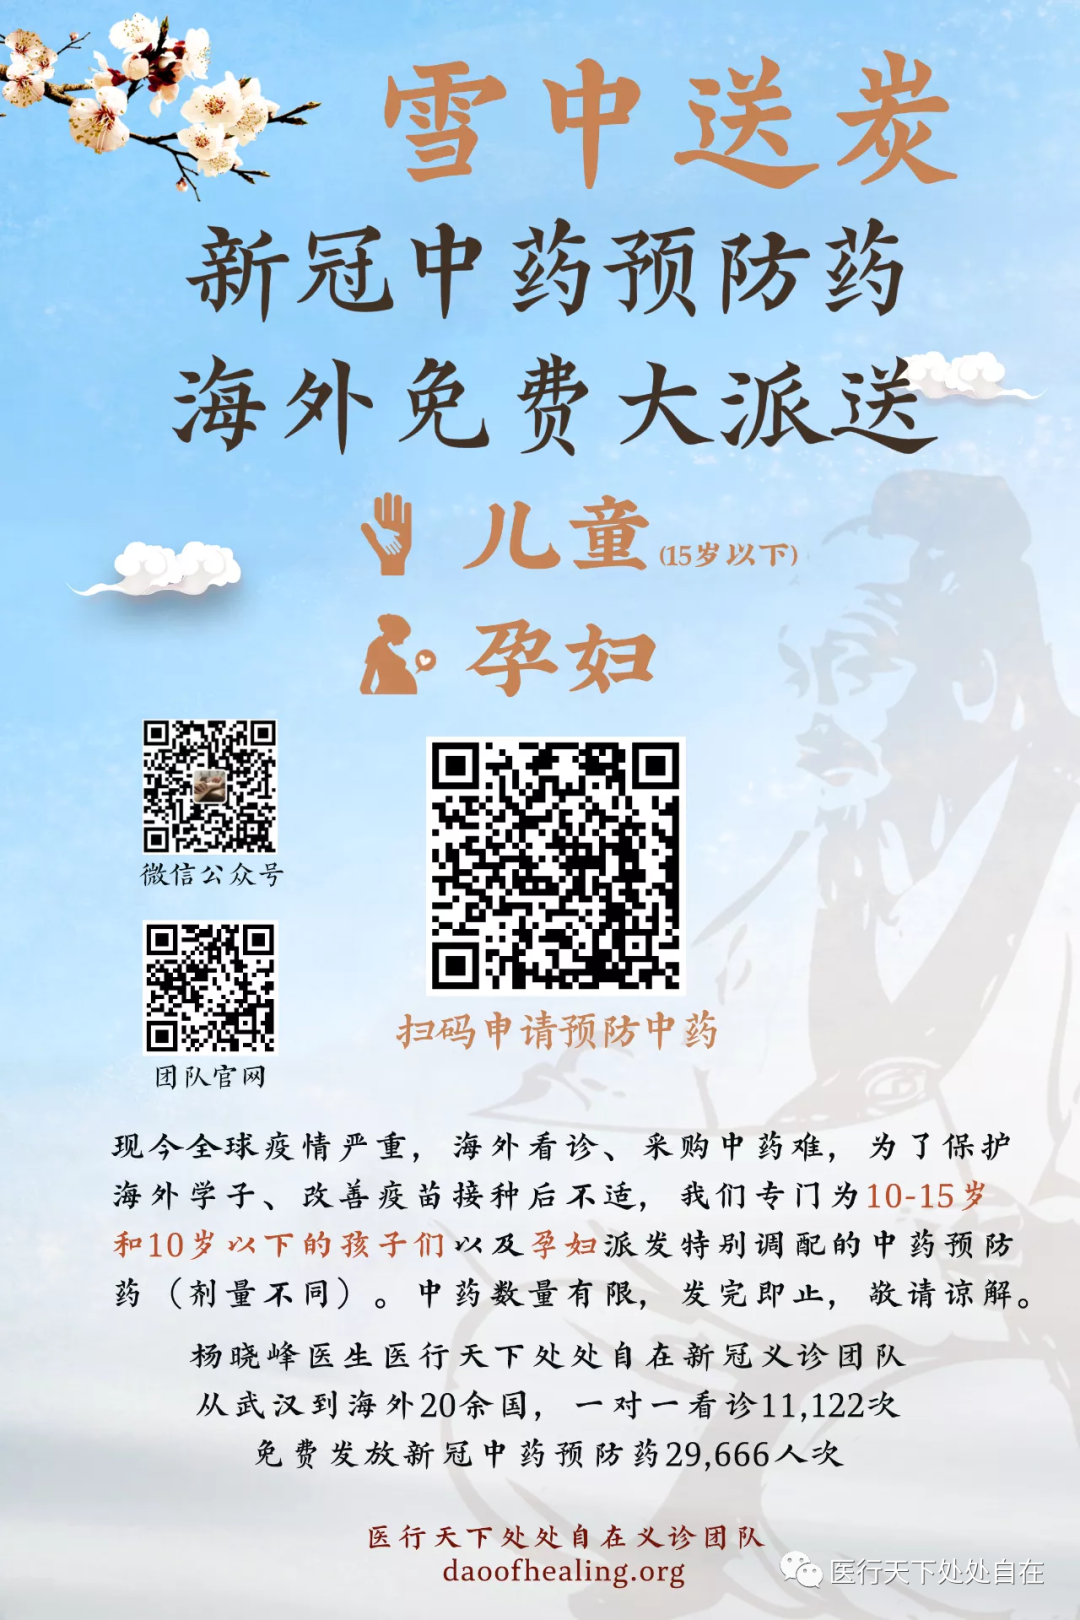 雪中送炭
新冠中药预防药
海外免费大派送
儿童(15岁以下)
孕妇
微信公众号
团队官网
扫码申请预防中药
现今全球疫情严重，海外看诊、采购中药难，为了保护
海外学子、改善疫苗接种后不适，我们专门为10-15岁
和10岁以下的孩子们以及孕妇派发特别调配的中药预防
药（剂量不同）。中药数量有限，发完即止，敬请谅解。
杨晓峰医生医行天下处处自在新冠义诊团队
从武汉到海外20余国，一对一看诊11,122次
免费发放新冠中药预防药29,666人次
医行天下处处自在义诊团队
daoofhealing.org
医行天下处处自在